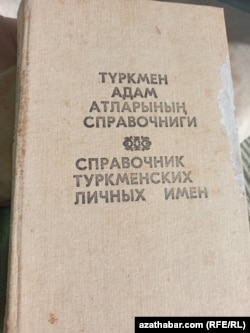 ТҮРКМЕН
АДАМ
АТЛАРЫНЫҢ
СПРАВОЧНИГИ
СПРАВОЧНИК
ТУРКМЕНСКИХ
ЛИЧНЫХ ИМЕН
azathabar.com (RFE/RL)